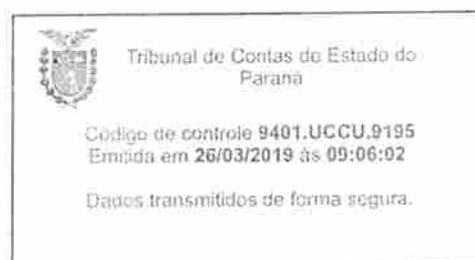 Tribunal de Contas do Estado do
Paraná
Código de controle 9401.UCCU.9195
Emitida em 26/03/2019 às 09:06:02
Dados transmitidos de forma segura.